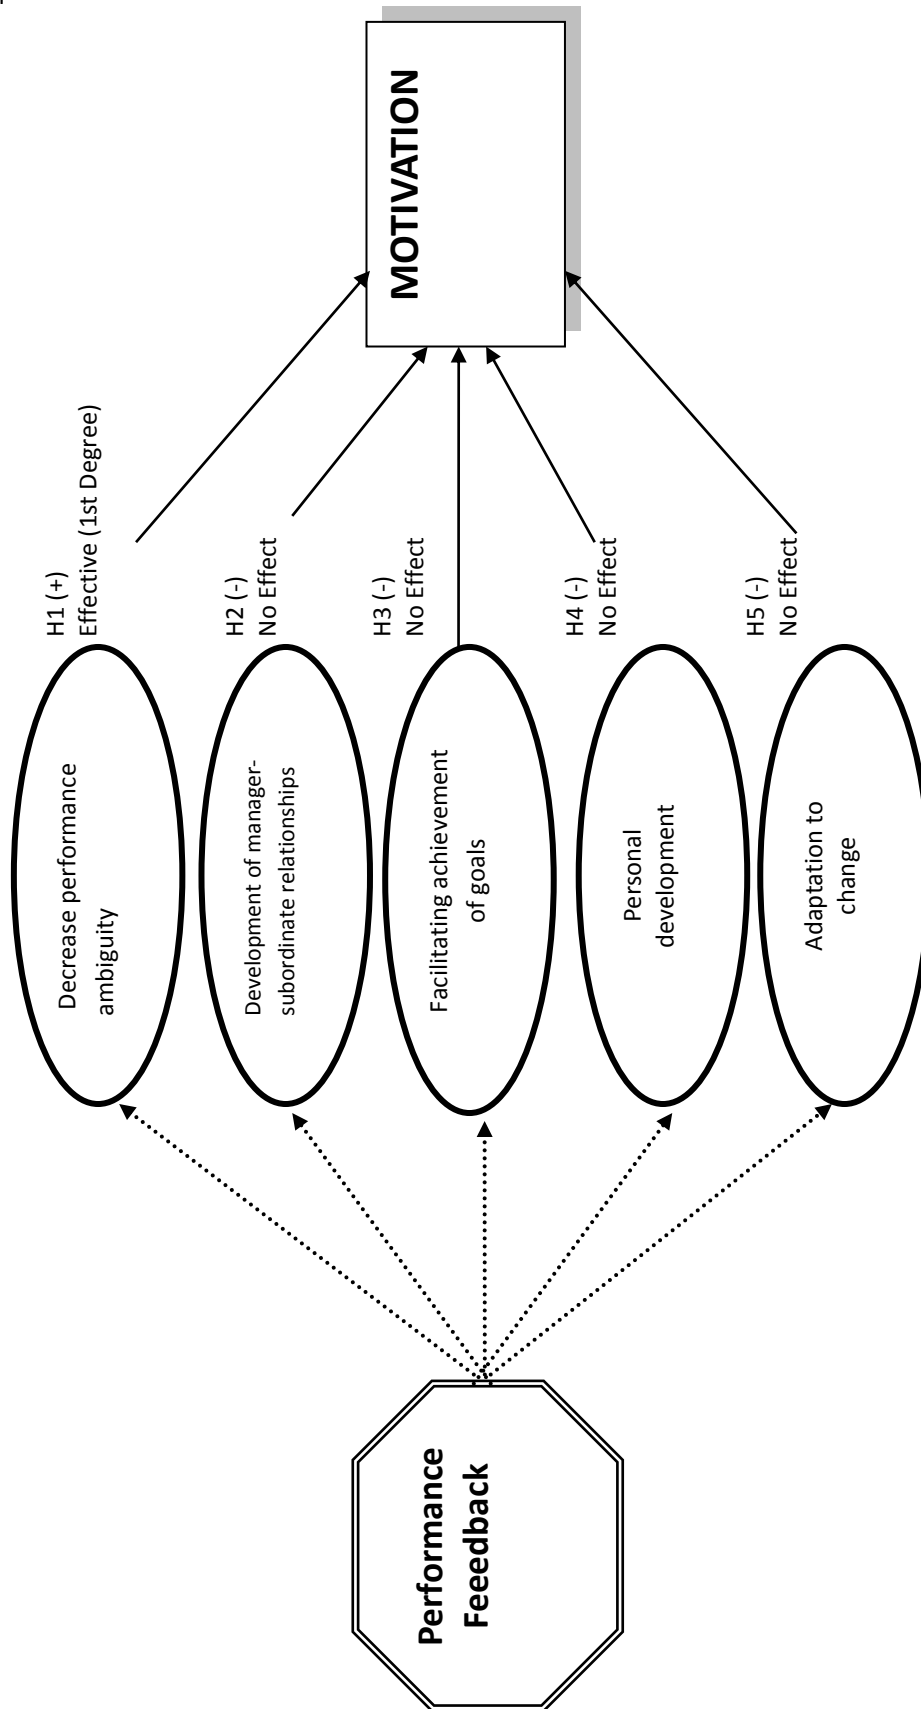 Performance
Feeedback
Decrease performance
ambiguity
Development of manager-
subordinate relationships
Facilitating achievement
of goals
Personal
development
Adaptation to
change
H1 (+)
Effective (1st Degree)
H2 (-)
No Effect
H3 (-)
No Effect
H4 (-)
No Effect
H5 (-)
No Effect
MOTIVATION